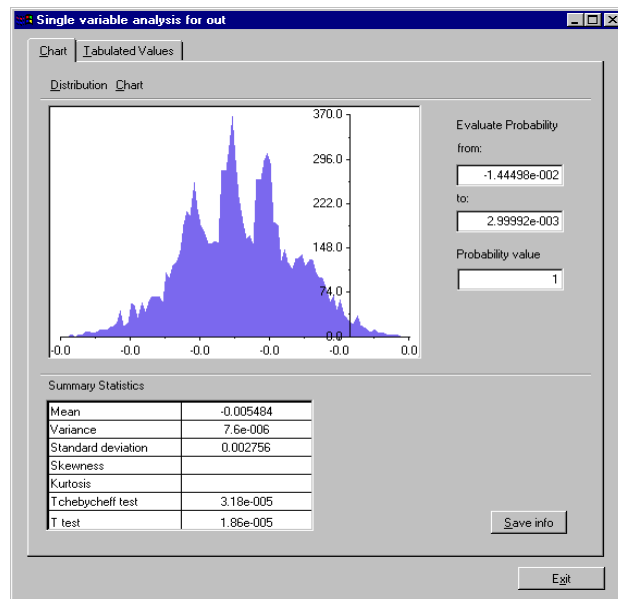 Single variable analysis for out
Chart Tabulated Values
Distribution Chart
370.0
296.0
222.0
148.0
74.0
0.0
-0.0 -0.0 -0.0 -0.0 -0.0 0.0
Evaluate Probability
from:
-1.44498e-002
to:
2.99992e-003
Probability value
1
Summary Statistics
Mean -0.005484
Variance 7.6e-006
Standard deviation 0.002756
Skewness
Kurtosis
Tchebycheff test 3.18e-005
T test 1.86e-005
Save info
Exit